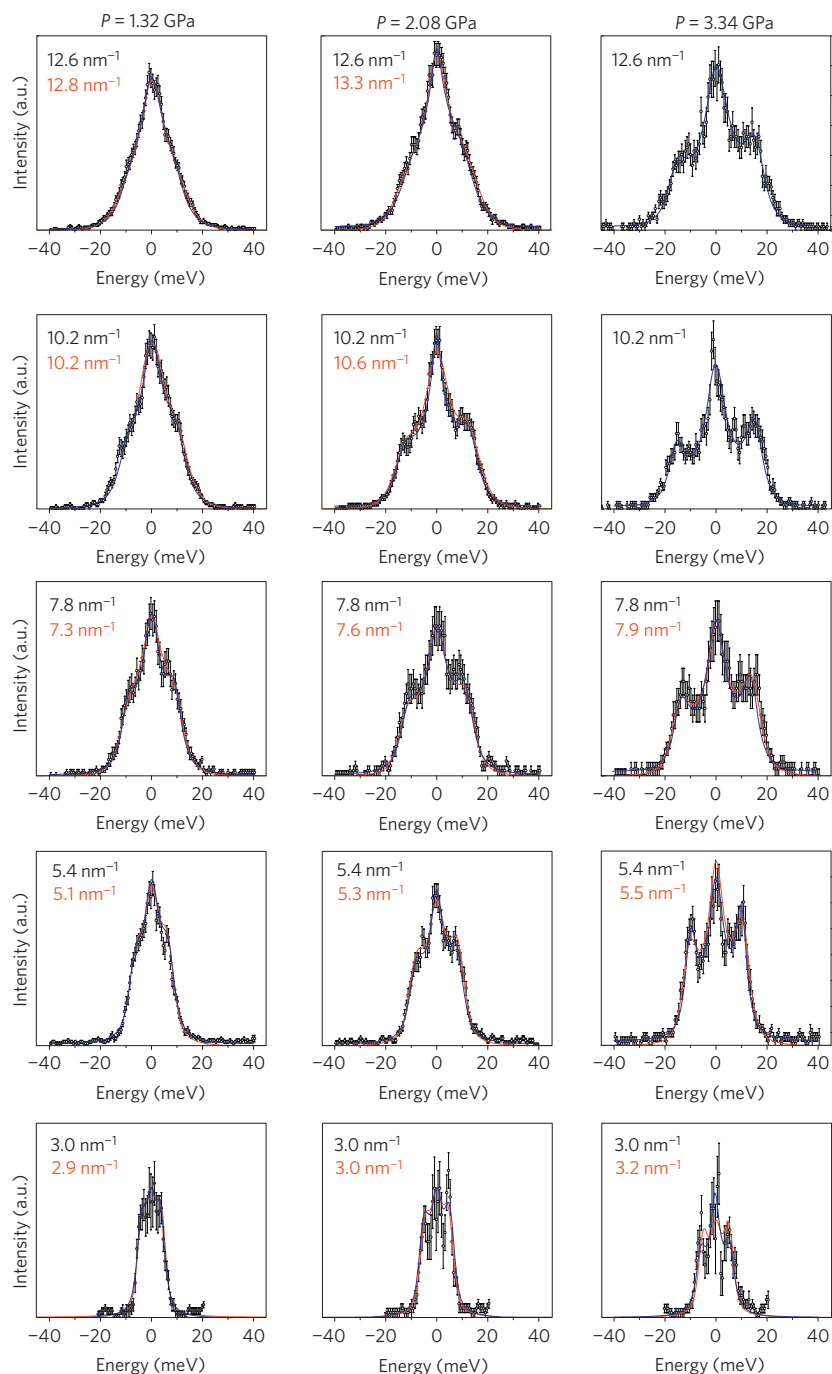 P = 1.32 GPa
P = 2.08 GPa
P = 3.34 GPa
Intensity (a.u.)
12.6 nm⁻¹
12.8 nm⁻¹
−40 −20 0 20 40
Energy (meV)
12.6 nm⁻¹
13.3 nm⁻¹
−40 −20 0 20 40
Energy (meV)
12.6 nm⁻¹
−40 −20 0 20 40
Energy (meV)
Intensity (a.u.)
10.2 nm⁻¹
10.2 nm⁻¹
−40 −20 0 20 40
Energy (meV)
10.2 nm⁻¹
10.6 nm⁻¹
−40 −20 0 20 40
Energy (meV)
10.2 nm⁻¹
−40 −20 0 20 40
Energy (meV)
Intensity (a.u.)
7.8 nm⁻¹
7.3 nm⁻¹
−40 −20 0 20 40
Energy (meV)
7.8 nm⁻¹
7.6 nm⁻¹
−40 −20 0 20 40
Energy (meV)
7.8 nm⁻¹
7.9 nm⁻¹
−40 −20 0 20 40
Energy (meV)
Intensity (a.u.)
5.4 nm⁻¹
5.1 nm⁻¹
−40 −20 0 20 40
Energy (meV)
5.4 nm⁻¹
5.3 nm⁻¹
−40 −20 0 20 40
Energy (meV)
5.4 nm⁻¹
5.5 nm⁻¹
−40 −20 0 20 40
Energy (meV)
Intensity (a.u.)
3.0 nm⁻¹
2.9 nm⁻¹
−40 −20 0 20 40
Energy (meV)
3.0 nm⁻¹
3.0 nm⁻¹
−40 −20 0 20 40
Energy (meV)
3.0 nm⁻¹
3.2 nm⁻¹
−40 −20 0 20 40
Energy (meV)